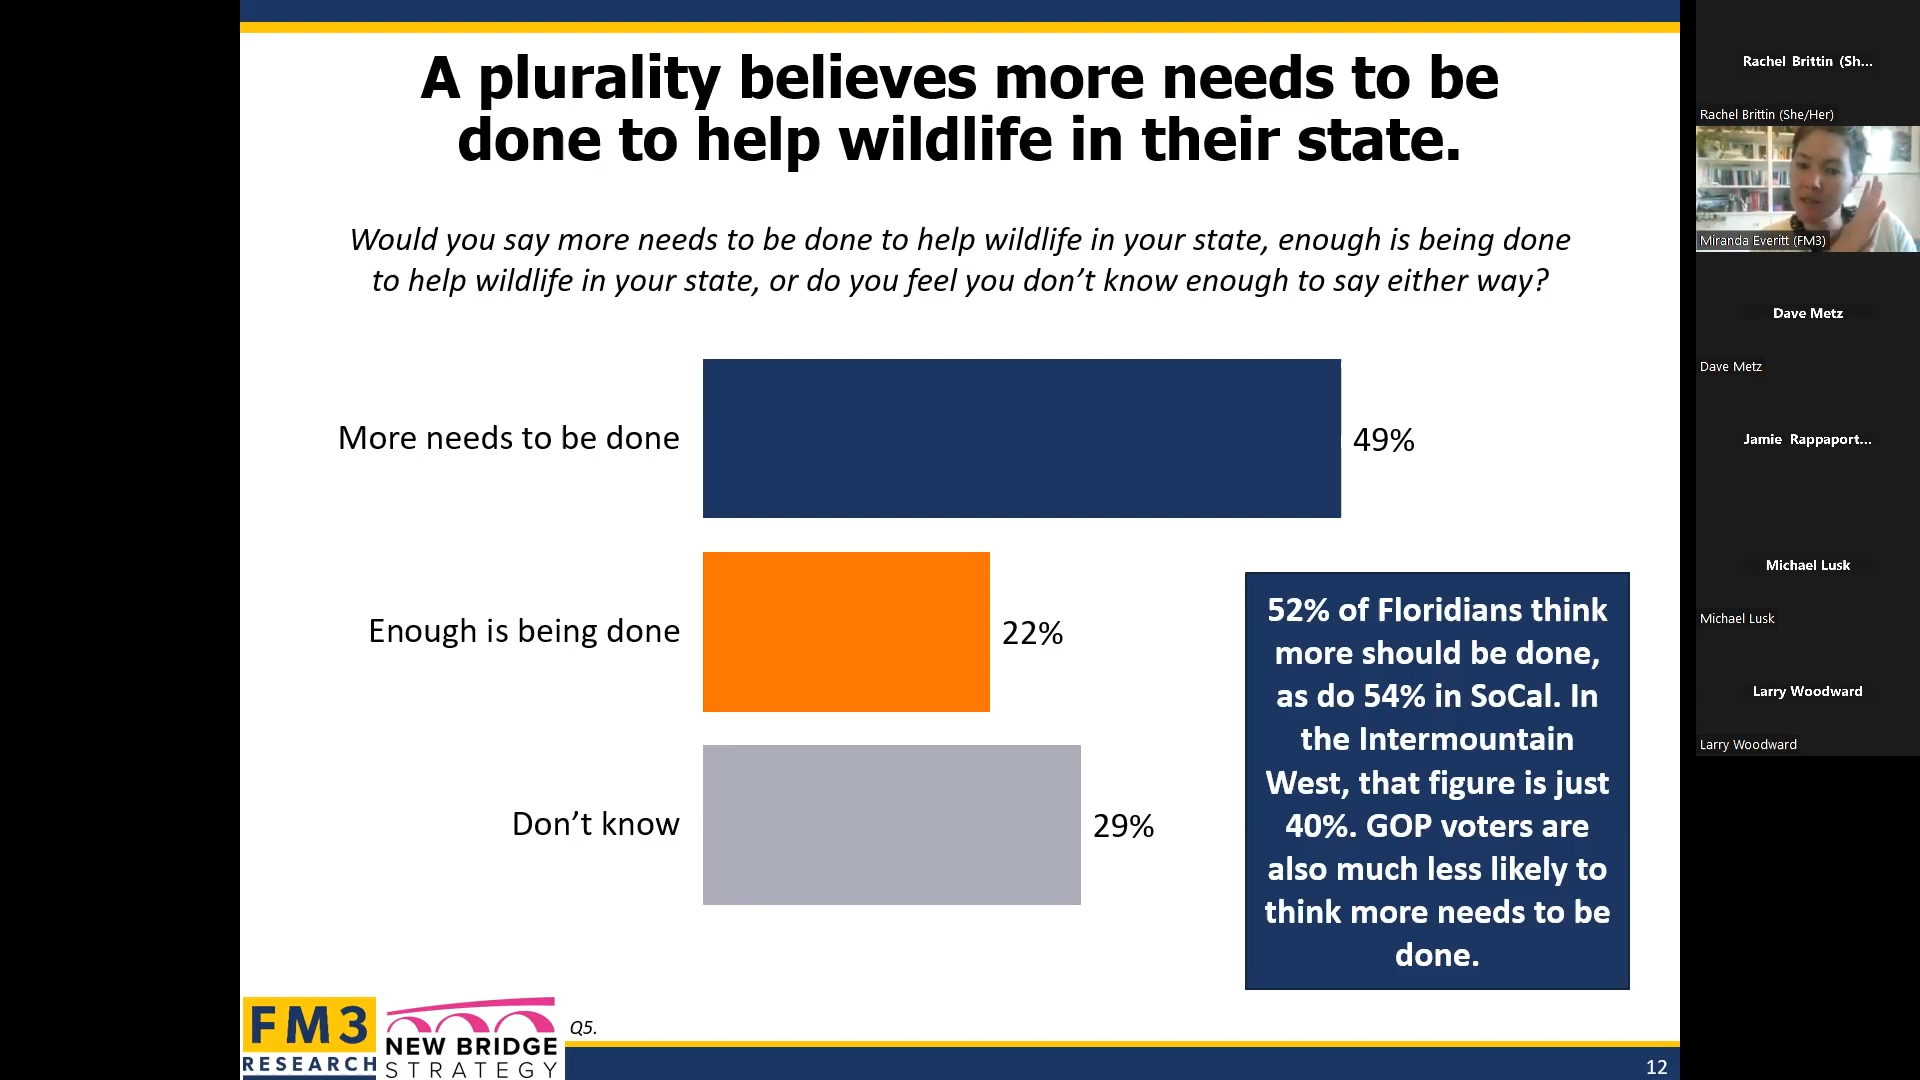 A plurality believes more needs to be
done to help wildlife in their state.
Would you say more needs to be done to help wildlife in your state, enough is being done
to help wildlife in your state, or do you feel you don’t know enough to say either way?
More needs to be done
49%
Enough is being done
22%
Don’t know
29%
52% of Floridians think
more should be done,
as do 54% in SoCal. In
the Intermountain
West, that figure is just
40%. GOP voters are
also much less likely to
think more needs to be
done.
FM3
RESEARCH
NEW BRIDGE
STRATEGY
Q5.
12
Rachel Brittin (Sh...
Rachel Brittin (She/Her)
Miranda Everitt (FM3)
Dave Metz
Dave Metz
Jamie Rappaport...
Michael Lusk
Michael Lusk
Larry Woodward
Larry Woodward